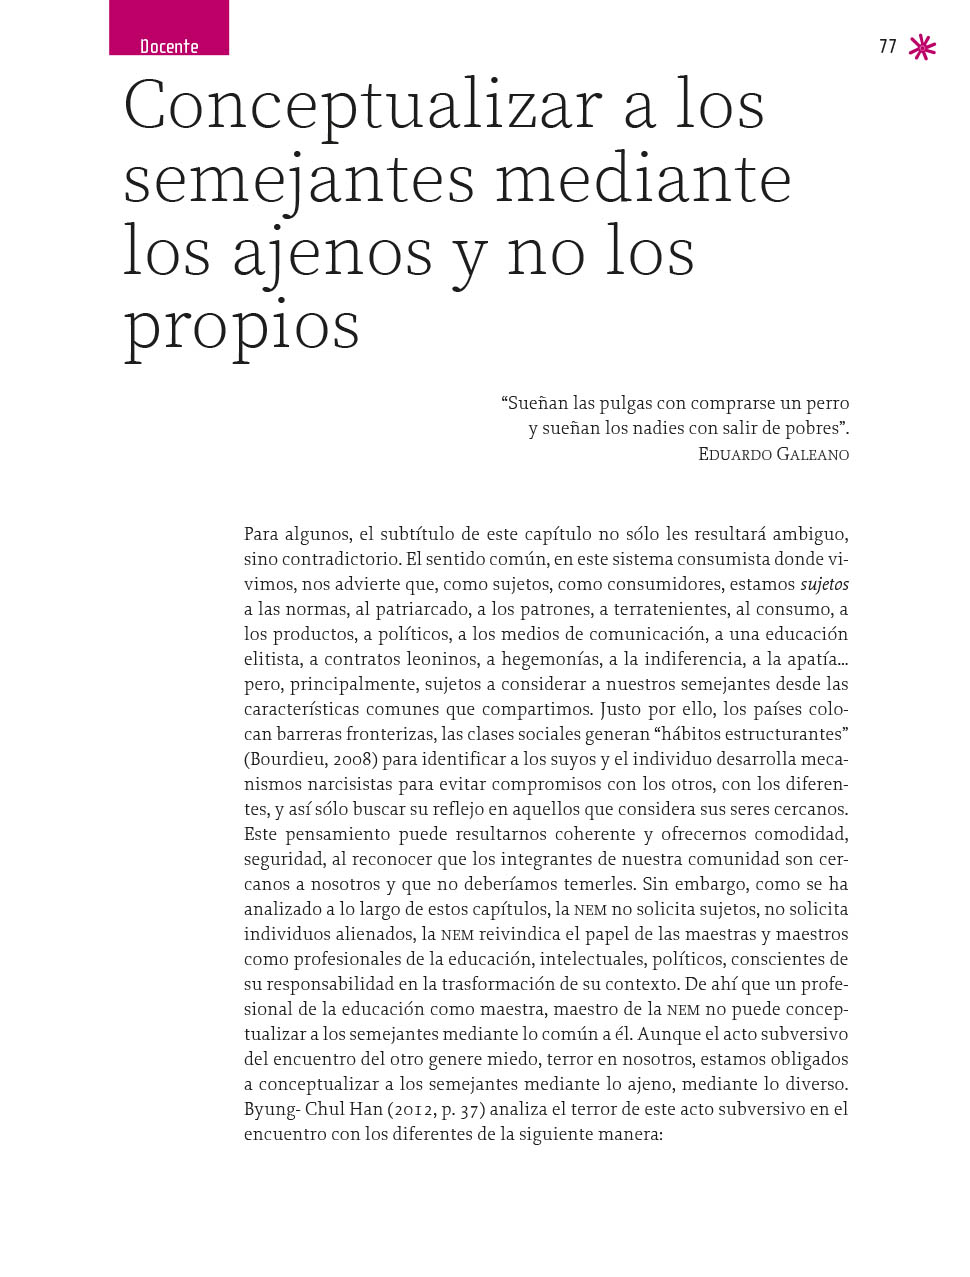 Docente
77
Conceptualizar a los
semejantes mediante
los ajenos y no los
propios
“Sueñan las pulgas con comprarse un perro
y sueñan los nadies con salir de pobres”.
EDUARDO GALEANO
Para algunos, el subtítulo de este capítulo no sólo les resultará ambiguo,
sino contradictorio. El sentido común, en este sistema consumista donde vi-
vimos, nos advierte que, como sujetos, como consumidores, estamos sujetos
a las normas, al patriarcado, a los patrones, a terratenientes, al consumo, a
los productos, a políticos, a los medios de comunicación, a una educación
elitista, a contratos leoninos, a hegemonías, a la indiferencia, a la apatía...
pero, principalmente, sujetos a considerar a nuestros semejantes desde las
características comunes que compartimos. Justo por ello, los países colo-
can barreras fronterizas, las clases sociales generan “hábitos estructurantes”
(Bourdieu, 2008) para identificar a los suyos y el individuo desarrolla meca-
nismos narcisistas para evitar compromisos con los otros, con los diferen-
tes, y así sólo buscar su reflejo en aquellos que considera sus seres cercanos.
Este pensamiento puede resultarnos coherente y ofrecernos comodidad,
seguridad, al reconocer que los integrantes de nuestra comunidad son cer-
canos a nosotros y que no deberíamos temerles. Sin embargo, como se ha
analizado a lo largo de estos capítulos, la NEM no solicita sujetos, no solicita
individuos alienados, la NEM reivindica el papel de las maestras y maestros
como profesionales de la educación, intelectuales, políticos, conscientes de
su responsabilidad en la trasformación de su contexto. De ahí que un profe-
sional de la educación como maestra, maestro de la NEM no puede concep-
tualizar a los semejantes mediante lo común a él. Aunque el acto subversivo
del encuentro del otro genere miedo, terror en nosotros, estamos obligados
a conceptualizar a los semejantes mediante lo ajeno, mediante lo diverso.
Byung- Chul Han (2012, p. 37) analiza el terror de este acto subversivo en el
encuentro con los diferentes de la siguiente manera: